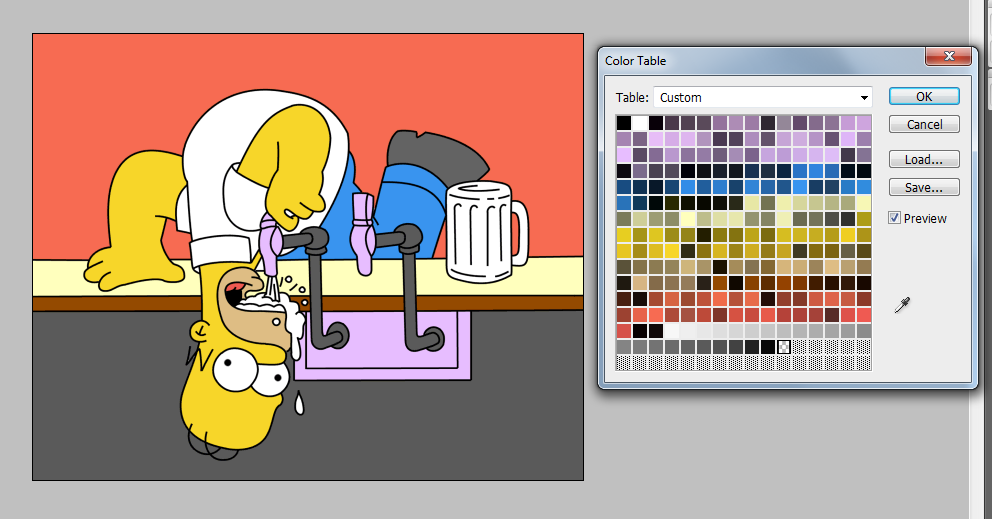 Color Table
Table: Custom
OK
Cancel
Load...
Save...
Preview